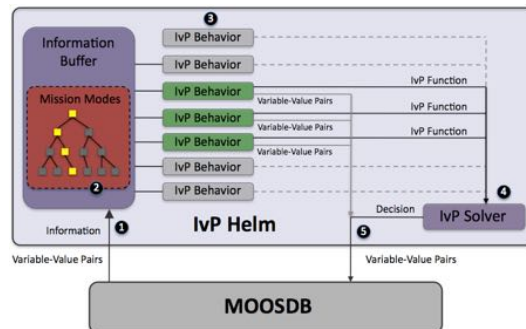 3
Information
Buffer
IvP Behavior
IvP Behavior
Mission Modes
IvP Behavior
IvP Function
Variable-Value Pairs
IvP Behavior
IvP Function
Variable-Value Pairs
IvP Behavior
IvP Function
Variable-Value Pairs
IvP Behavior
2
IvP Behavior
4
1
Information
IvP Helm
Decision
IvP Solver
5
Variable-Value Pairs
Variable-Value Pairs
MOOSDB